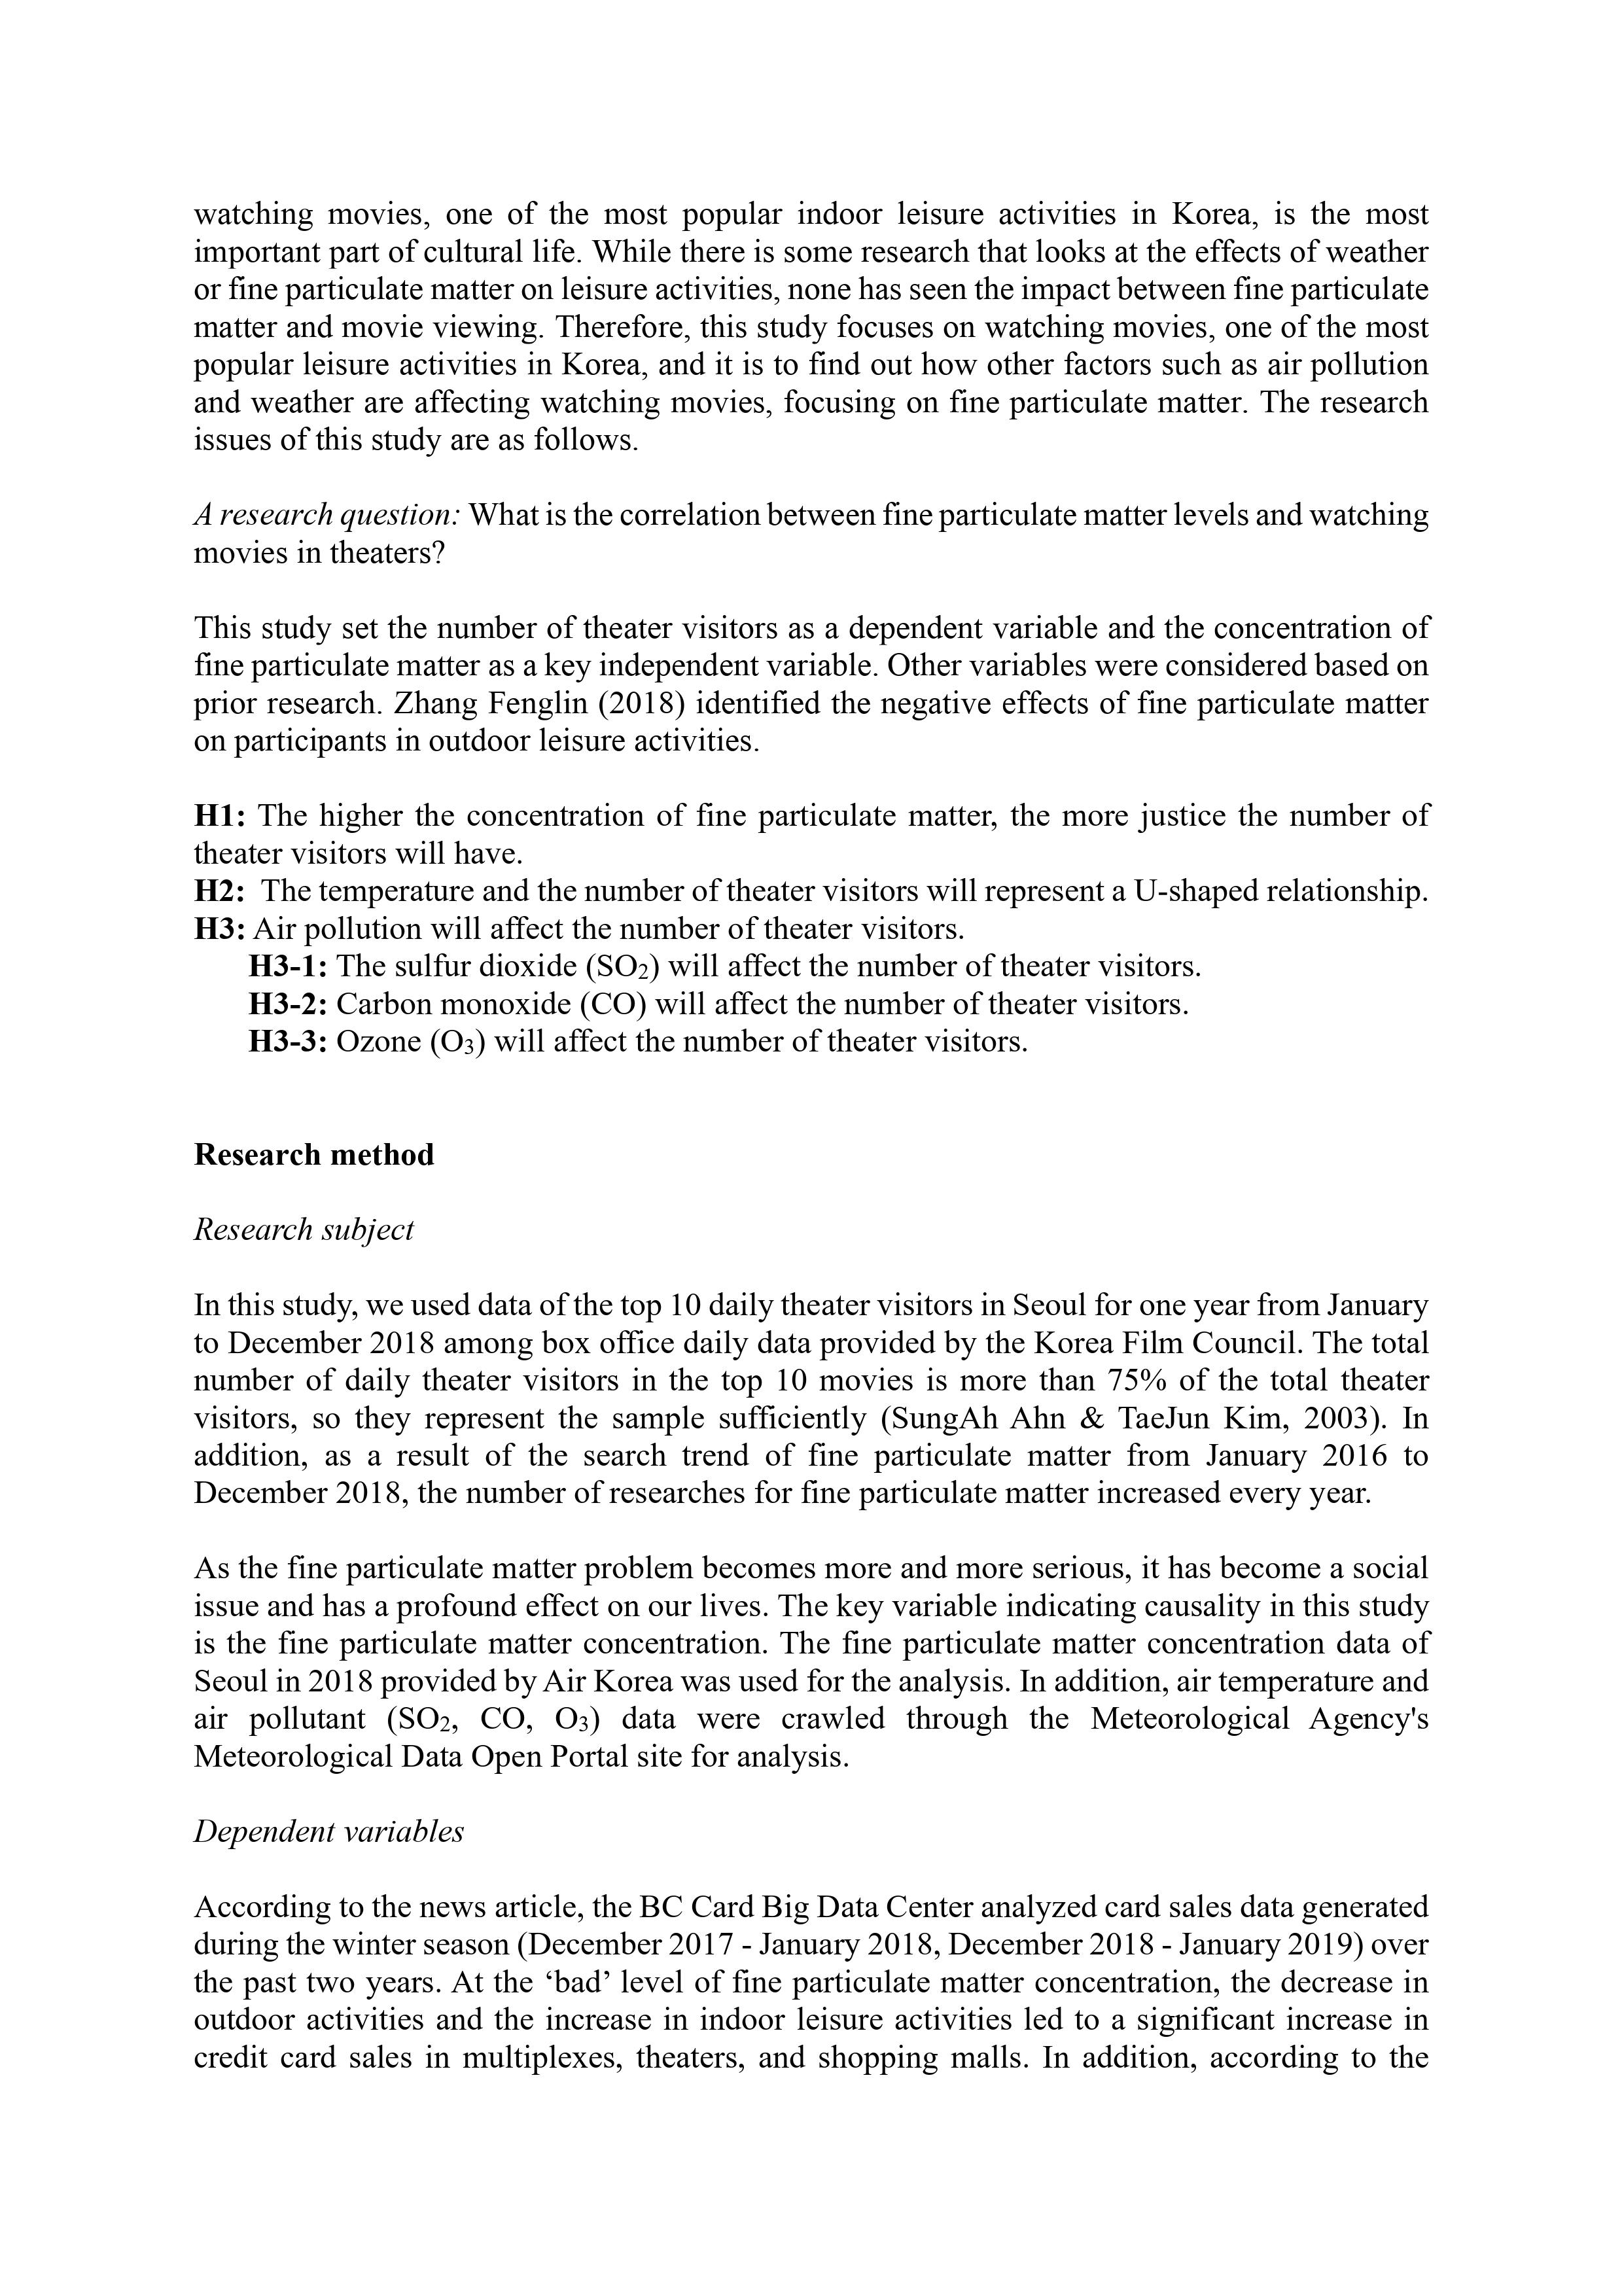 watching movies, one of the most popular indoor leisure activities in Korea, is the most
important part of cultural life. While there is some research that looks at the effects of weather
or fine particulate matter on leisure activities, none has seen the impact between fine particulate
matter and movie viewing. Therefore, this study focuses on watching movies, one of the most
popular leisure activities in Korea, and it is to find out how other factors such as air pollution
and weather are affecting watching movies, focusing on fine particulate matter. The research
issues of this study are as follows.
A research question: What is the correlation between fine particulate matter levels and watching
movies in theaters?
This study set the number of theater visitors as a dependent variable and the concentration of
fine particulate matter as a key independent variable. Other variables were considered based on
prior research. Zhang Fenglin (2018) identified the negative effects of fine particulate matter
on participants in outdoor leisure activities.
H1: The higher the concentration of fine particulate matter, the more justice the number of
theater visitors will have.
H2: The temperature and the number of theater visitors will represent a U-shaped relationship.
H3: Air pollution will affect the number of theater visitors.
H3-1: The sulfur dioxide (SO₂) will affect the number of theater visitors.
H3-2: Carbon monoxide (CO) will affect the number of theater visitors.
H3-3: Ozone (O₃) will affect the number of theater visitors.
Research method
Research subject
In this study, we used data of the top 10 daily theater visitors in Seoul for one year from January
to December 2018 among box office daily data provided by the Korea Film Council. The total
number of daily theater visitors in the top 10 movies is more than 75% of the total theater
visitors, so they represent the sample sufficiently (SungAh Ahn & TaeJun Kim, 2003). In
addition, as a result of the search trend of fine particulate matter from January 2016 to
December 2018, the number of researches for fine particulate matter increased every year.
As the fine particulate matter problem becomes more and more serious, it has become a social
issue and has a profound effect on our lives. The key variable indicating causality in this study
is the fine particulate matter concentration. The fine particulate matter concentration data of
Seoul in 2018 provided by Air Korea was used for the analysis. In addition, air temperature and
air pollutant (SO₂, CO, O₃) data were crawled through the Meteorological Agency's
Meteorological Data Open Portal site for analysis.
Dependent variables
According to the news article, the BC Card Big Data Center analyzed card sales data generated
during the winter season (December 2017 - January 2018, December 2018 - January 2019) over
the past two years. At the ‘bad’ level of fine particulate matter concentration, the decrease in
outdoor activities and the increase in indoor leisure activities led to a significant increase in
credit card sales in multiplexes, theaters, and shopping malls. In addition, according to the